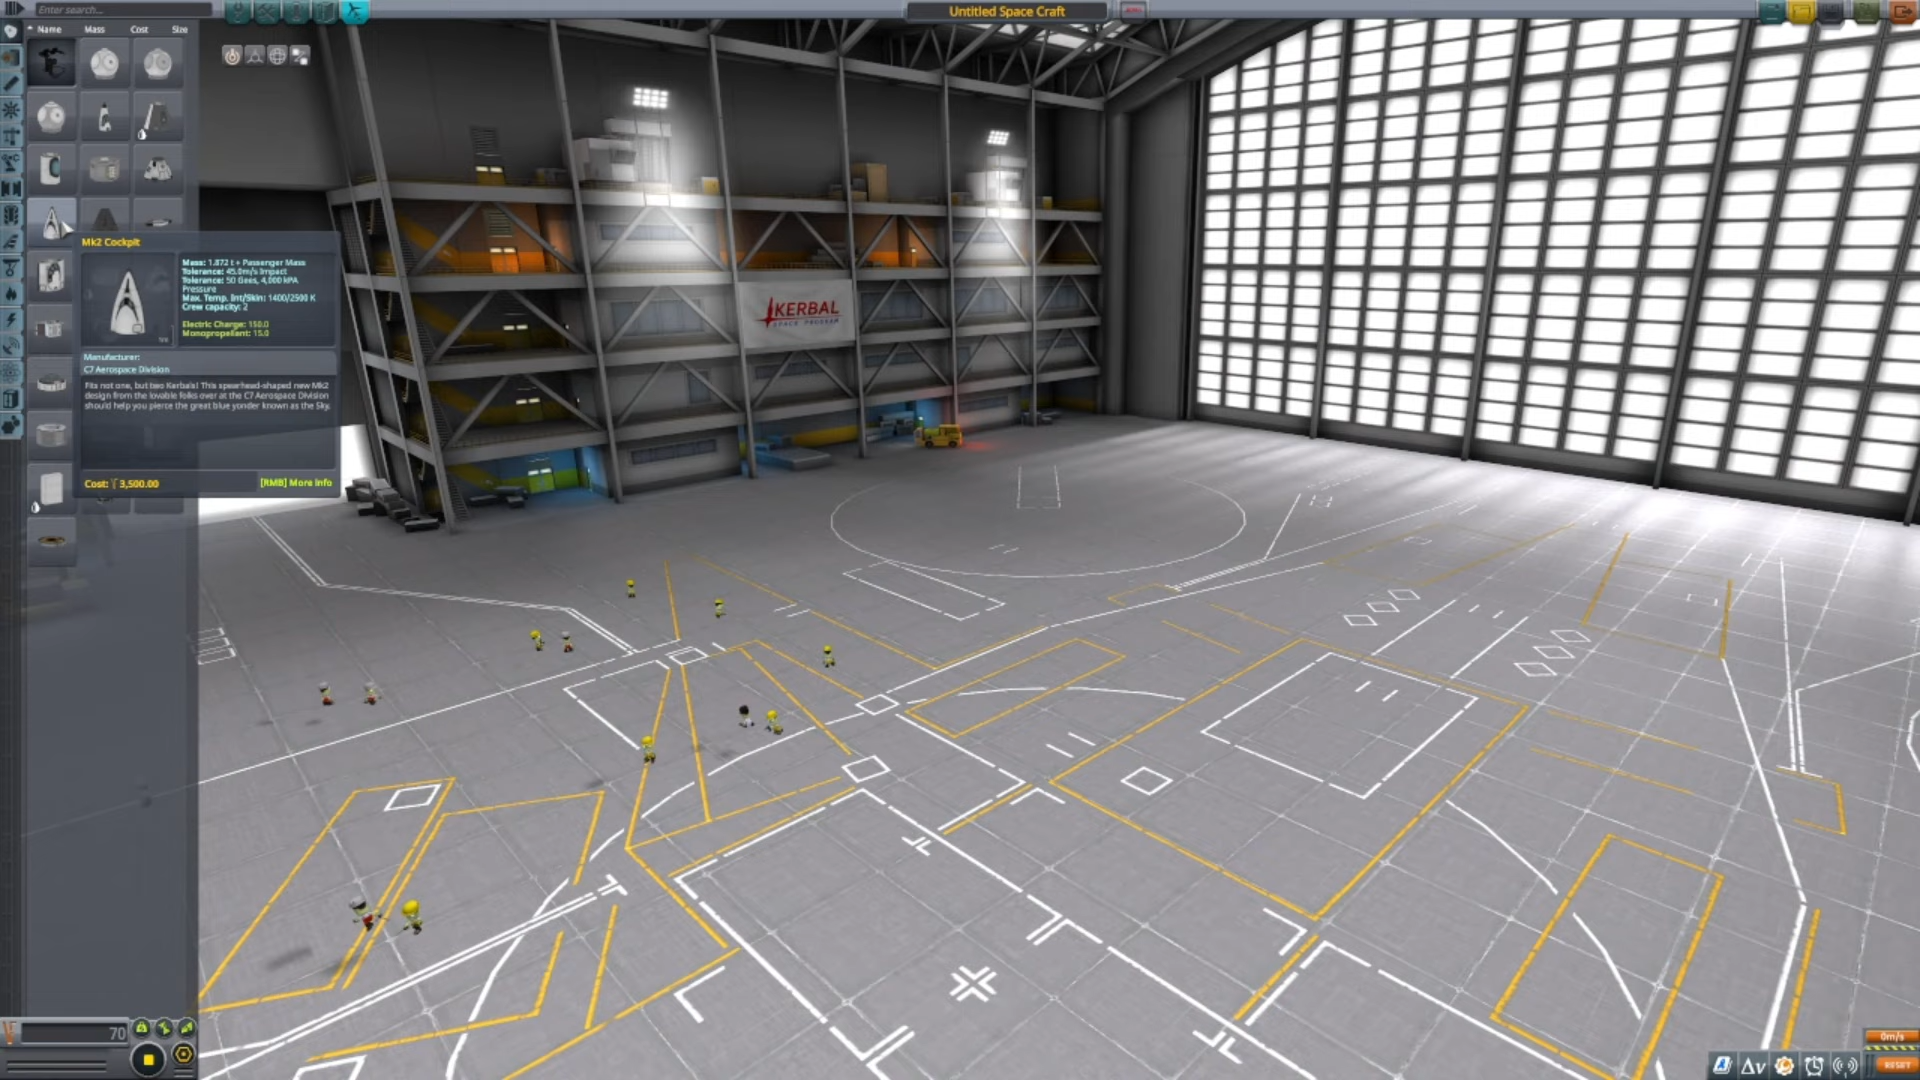 Enter search...
Untitled Space Craft
Name Mass Cost Size
Mk2 Cockpit
Mass: 1.872 t + Passenger Mass
Tolerance: 45.0m/s Impact
Tolerance: 50 Gees, 4,000 kPA
Pressure
Max. Temp. Int/Skin: 1400/2500 K
Crew capacity: 2
Electric Charge: 150.0
Monopropellant: 15.0
Manufacturer:
C7 Aerospace Division
Fits not one, but two Kerbals! This spearhead-shaped new Mk2
design from the lovable folks over at the C7 Aerospace Division
should help you pierce the great blue yonder known as the Sky.
Cost: 3,500.00 [RMB] More Info
KERBAL
SPACE PROGRAM
70
0m/s
Δv
RESET